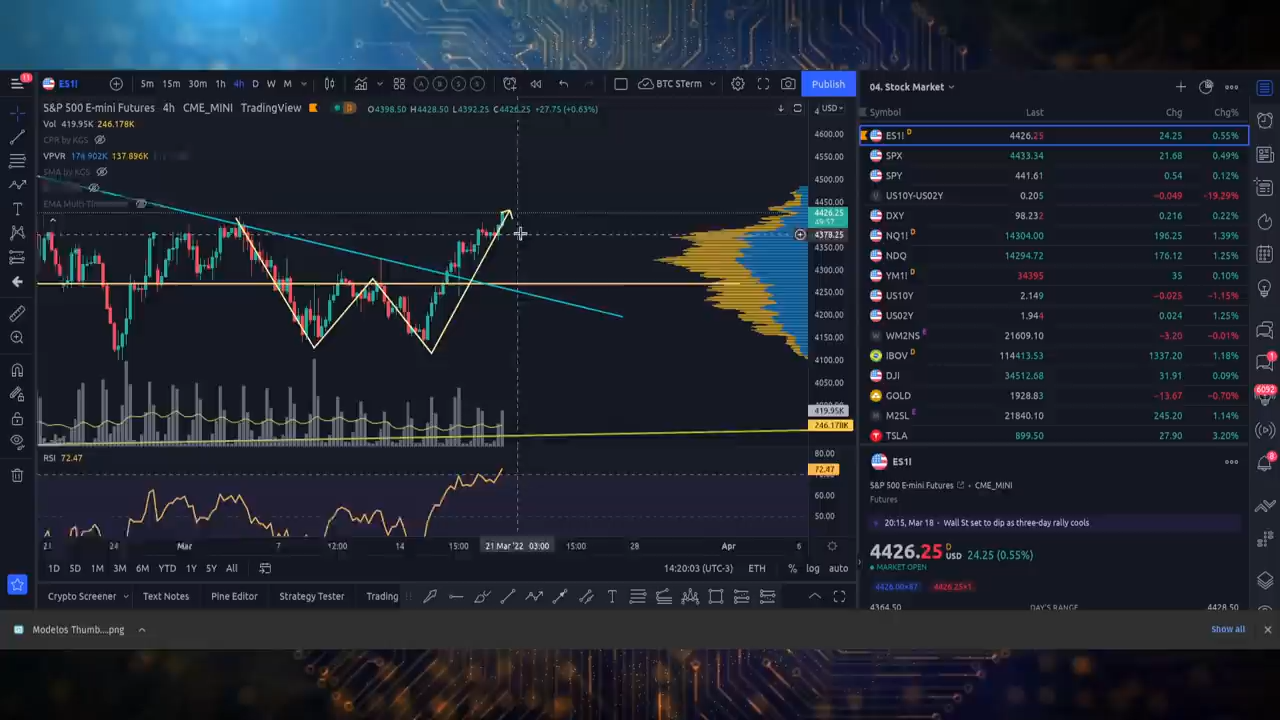 11
ES1!
5m 15m 30m 1h 4h D W M
BTC STerm
Publish
S&P 500 E-mini Futures 4h CME_MINI TradingView
D
O4398.50 H4428.50 L4392.25 C4426.25 +27.75 (+0.63%)
USD
Vol 419.95K 246.178K
CPR by KGS
VPVR 137.896K
SMA by KGS
4600.00
4550.00
4500.00
4450.00
4426.25
4378.25
4350.00
4300.00
4250.00
4200.00
4150.00
4100.00
4050.00
419.95K
246.178K
RSI 72.47
80.00
72.47
60.00
50.00
21 24 Mar 7 12:00 14 15:00 21 Mar '22 03:00 15:00 28 Apr 6
1D 5D 1M 3M 6M YTD 1Y 5Y All
14:20:03 (UTC-3) ETH % log auto
Crypto Screener Text Notes Pine Editor Strategy Tester Trading
04. Stock Market
Symbol Last Chg Chg%
ES1! D 4426.25 24.25 0.55%
SPX 4433.34 21.68 0.49%
SPY 441.61 0.54 0.12%
US10Y-US02Y 0.205 -0.049 -19.29%
DXY 98.232 0.216 0.22%
NQ1! D 14304.00 196.25 1.39%
NDQ 14294.72 176.12 1.25%
YM1! D 34395 35 0.10%
US10Y 2.149 -0.025 -1.15%
US02Y 1.944 0.024 1.25%
WM2NS E 21609.10 -3.20 -0.01%
IBOV D 114413.53 1337.20 1.18%
DJI 34512.68 31.91 0.09%
GOLD 1928.83 -13.67 -0.70%
M2SL E 21840.10 245.20 1.14%
TSLA 899.50 27.90 3.20%
ES1!
S&P 500 E-mini Futures • CME_MINI
Futures
20:15, Mar 18 • Wall St set to dip as three-day rally cools
4426.25 D USD 24.25 (0.55%)
MARKET OPEN
4426.00×87 4426.25×1
4364.50 DAY'S RANGE 4428.50
1
6092
8
Modelos Thumb....png
Show all